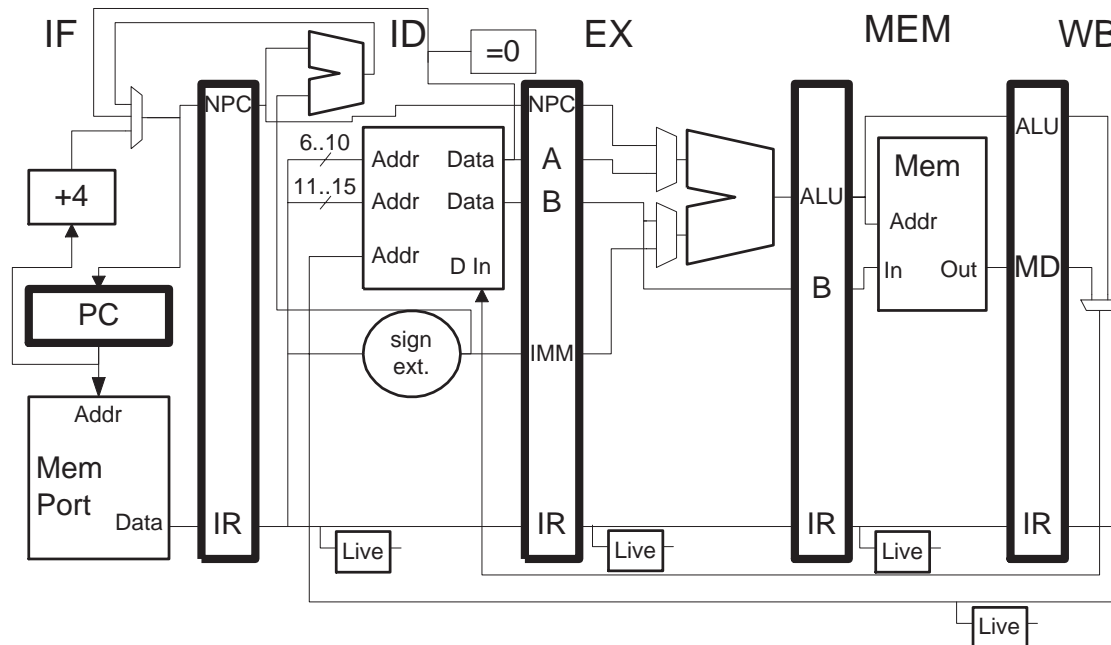 IF
ID
EX
MEM
WB
=0
NPC
NPC
+4
6..10
Addr
Data
A
11..15
Addr
Data
B
Addr
D In
PC
sign
ext.
IMM
ALU
B
Mem
Addr
In
Out
ALU
MD
Addr
Mem
Port
Data
IR
IR
IR
IR
Live
Live
Live
Live